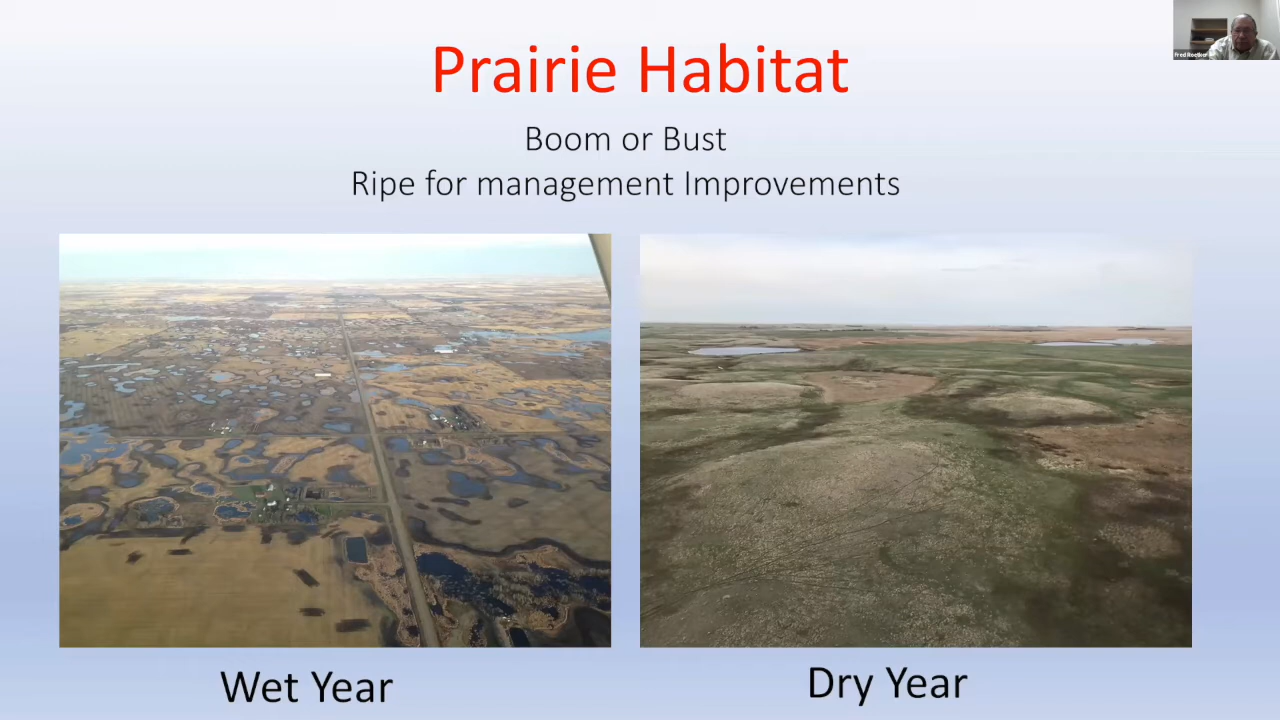 Prairie Habitat
Boom or Bust
Ripe for management Improvements
Wet Year
Dry Year